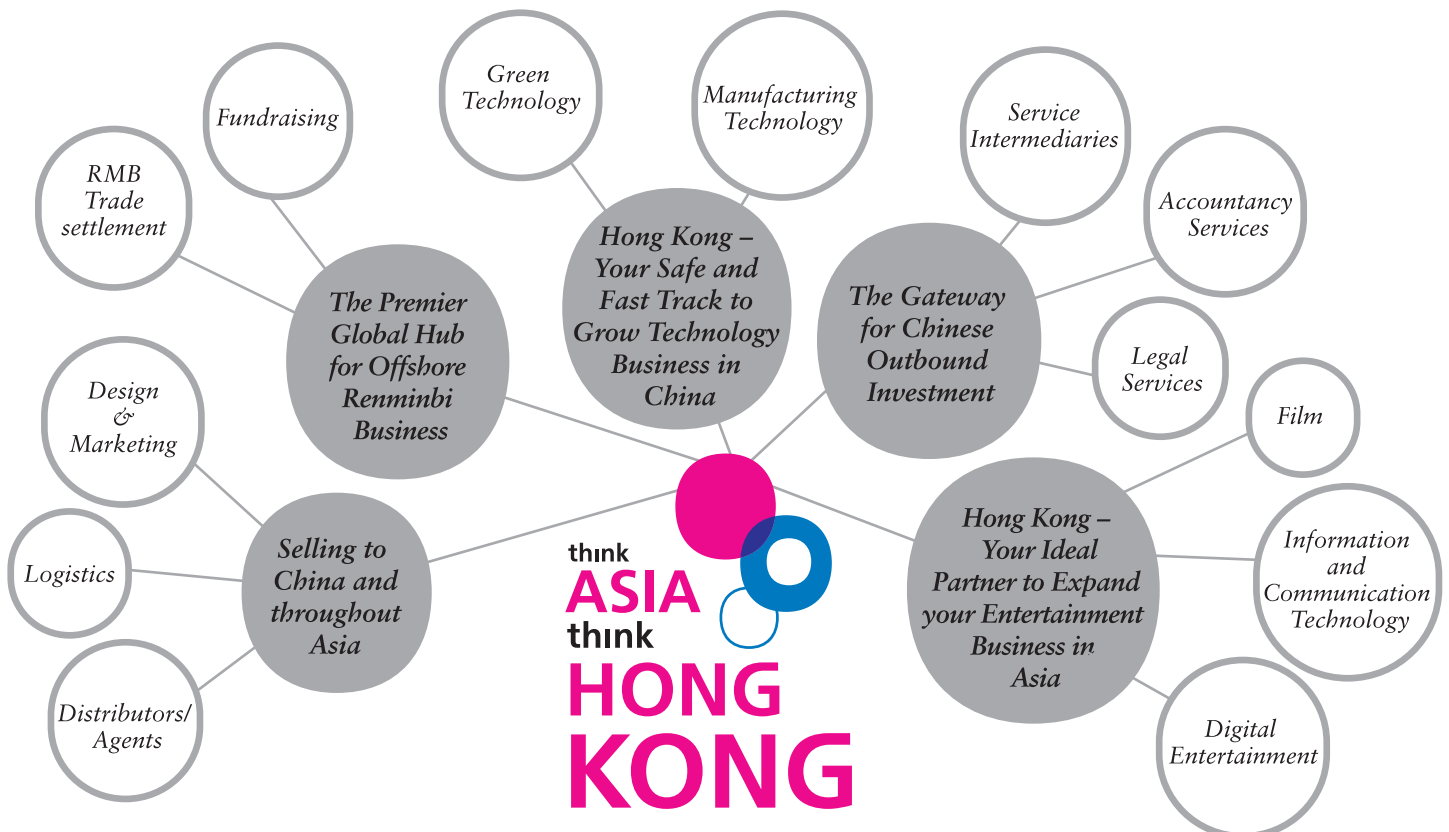 Green
Technology
Manufacturing
Technology
Service
Intermediaries
Fundraising
Accountancy
Services
RMB
Trade
settlement
Hong Kong –
Your Safe and
Fast Track to
Grow Technology
Business in
China
The Premier
Global Hub
for Offshore
Renminbi
Business
The Gateway
for Chinese
Outbound
Investment
Legal
Services
Film
Design
&
Marketing
Hong Kong –
Your Ideal
Partner to Expand
your Entertainment
Business in
Asia
Information
and
Communication
Technology
Selling to
China and
throughout
Asia
Logistics
Distributors/
Agents
Digital
Entertainment
think
ASIA
think
HONG
KONG